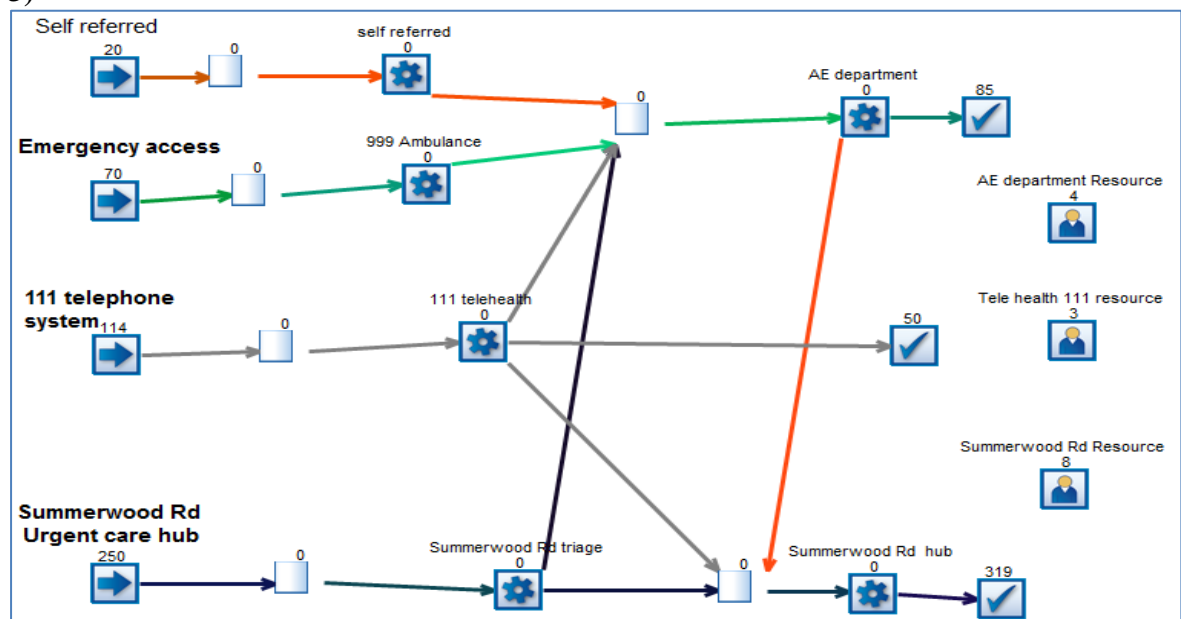 3)
Self referred
20
0
self referred
0
0
AE department
0
85
Emergency access
70
0
999 Ambulance
0
AE department Resource
4
111 telephone
system
114
0
111 telehealth
0
50
Tele health 111 resource
3
Summerwood Rd Resource
8
Summerwood Rd
Urgent care hub
250
0
Summerwood Rd triage
0
0
Summerwood Rd hub
0
319